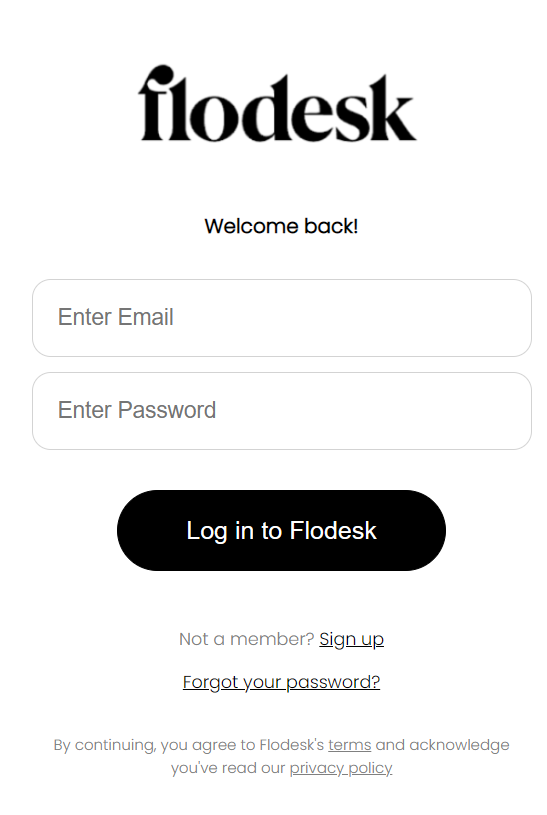 flodesk
Welcome back!
Enter Email
Enter Password
Log in to Flodesk
Not a member? Sign up
Forgot your password?
By continuing, you agree to Flodesk's terms and acknowledge
you've read our privacy policy